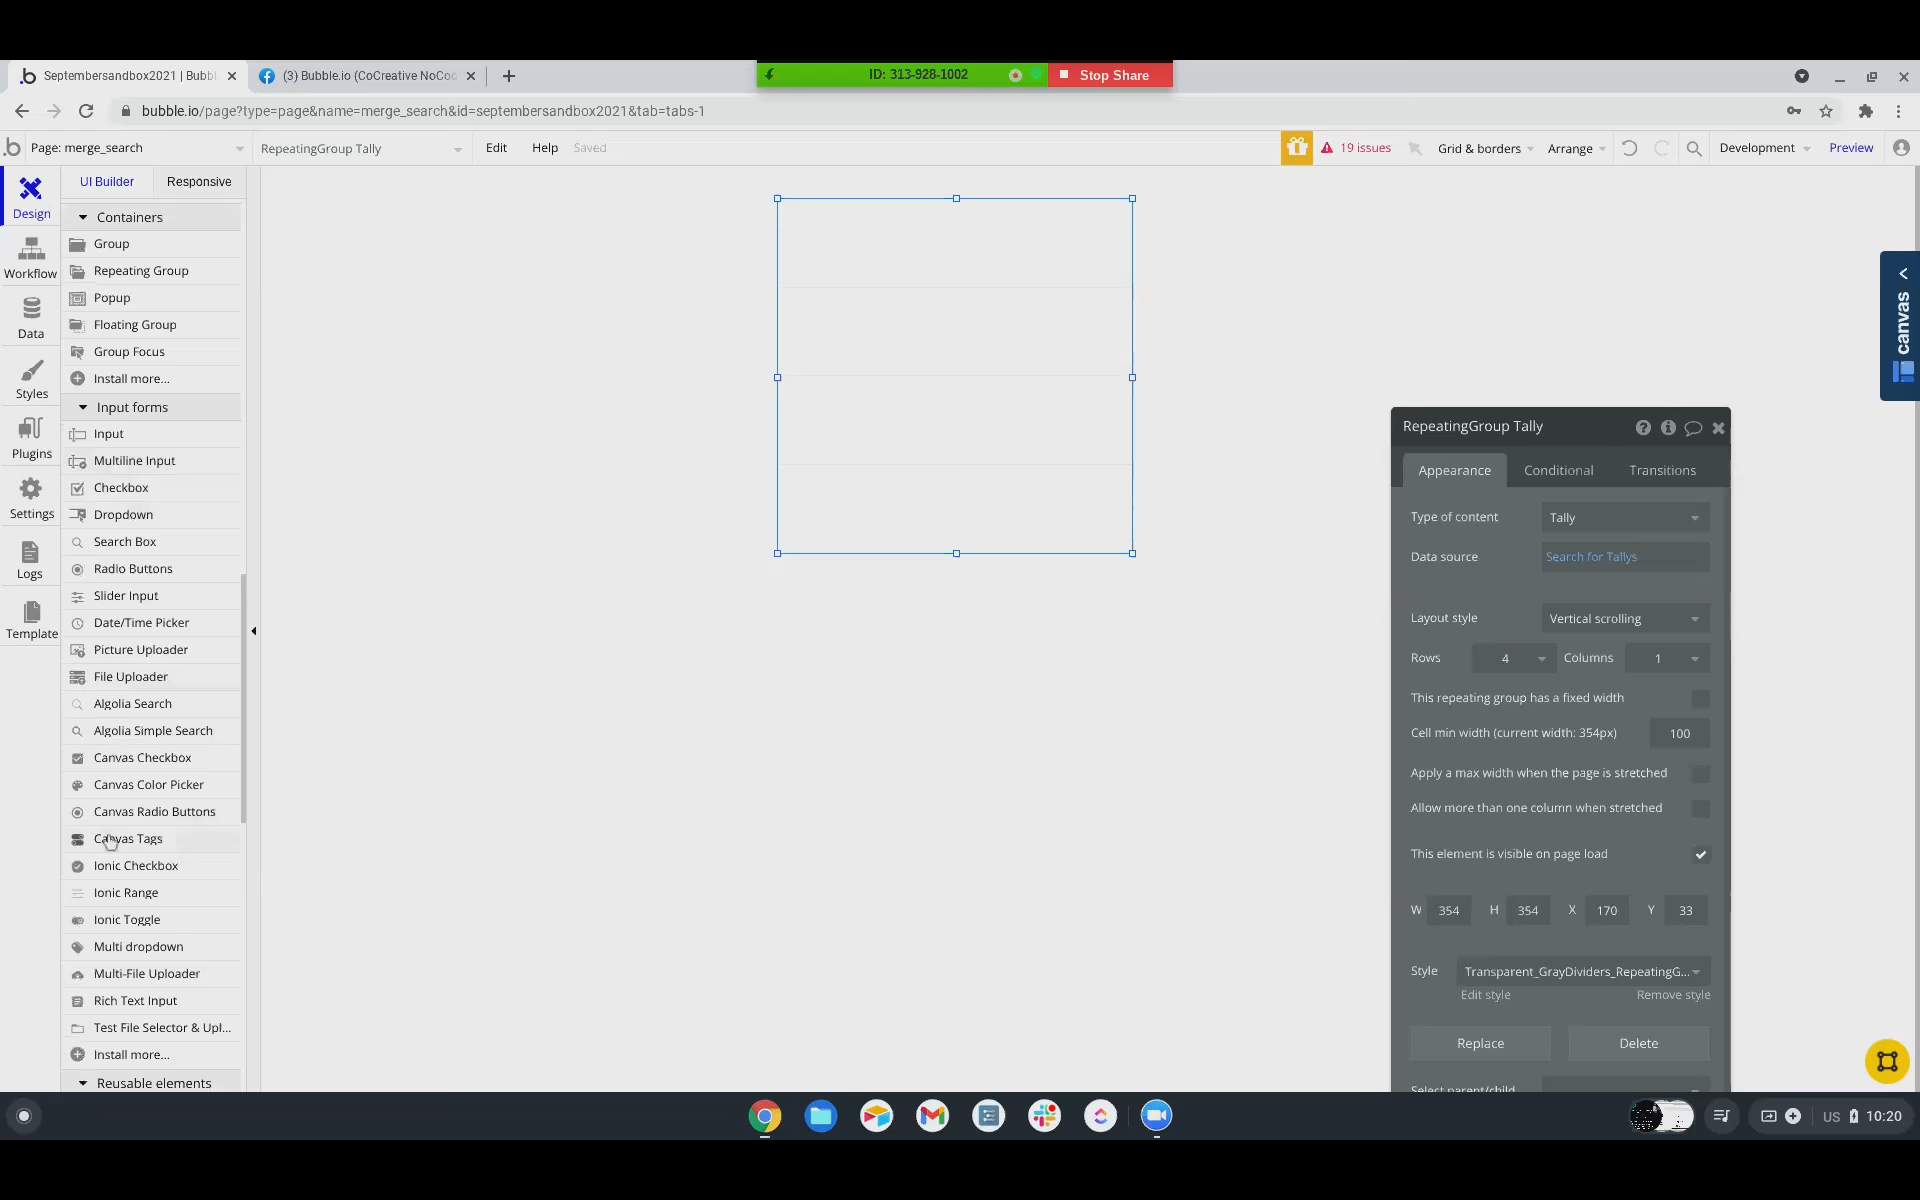 Septembersandbox2021 | Bubbl
(3) Bubble.io (CoCreative NoCoo
ID: 313-928-1002
Stop Share
bubble.io/page?type=page&name=merge_search&id=septembersandbox2021&tab=tabs-1
Page: merge_search
RepeatingGroup Tally
Edit
Help
Saved
19 issues
Grid & borders
Arrange
Development
Preview
Design
Workflow
Data
Styles
Plugins
Settings
Logs
Template
UI Builder
Responsive
Containers
Group
Repeating Group
Popup
Floating Group
Group Focus
Install more...
Input forms
Input
Multiline Input
Checkbox
Dropdown
Search Box
Radio Buttons
Slider Input
Date/Time Picker
Picture Uploader
File Uploader
Algolia Search
Algolia Simple Search
Canvas Checkbox
Canvas Color Picker
Canvas Radio Buttons
Canvas Tags
Ionic Checkbox
Ionic Range
Ionic Toggle
Multi dropdown
Multi-File Uploader
Rich Text Input
Test File Selector & Upl...
Install more...
Reusable elements
canvas
RepeatingGroup Tally
Appearance
Conditional
Transitions
Type of content
Tally
Data source
Search for Tallys
Layout style
Vertical scrolling
Rows
4
Columns
1
This repeating group has a fixed width
Cell min width (current width: 354px)
100
Apply a max width when the page is stretched
Allow more than one column when stretched
This element is visible on page load
W
354
H
354
X
170
Y
33
Style
Transparent_GrayDividers_RepeatingG...
Edit style
Remove style
Replace
Delete
Select parent/child
US
10:20